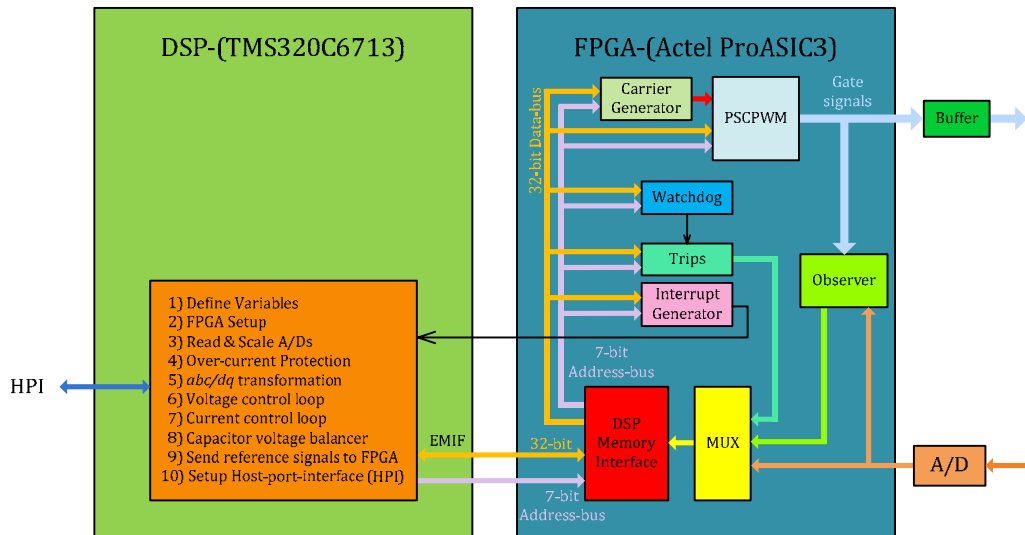 DSP-(TMS320C6713)
FPGA-(Actel ProASIC3)
Carrier
Generator
PSCPWM
Gate
signals
Buffer
32-bit Data-bus
Watchdog
Trips
Observer
Interrupt
Generator
1) Define Variables
2) FPGA Setup
3) Read & Scale A/Ds
4) Over-current Protection
5) abc/dq transformation
6) Voltage control loop
7) Current control loop
8) Capacitor voltage balancer
9) Send reference signals to FPGA
10) Setup Host-port-interface (HPI)
HPI
7-bit
Address-bus
EMIF
32-bit
DSP
Memory
Interface
MUX
A/D
7-bit
Address-bus